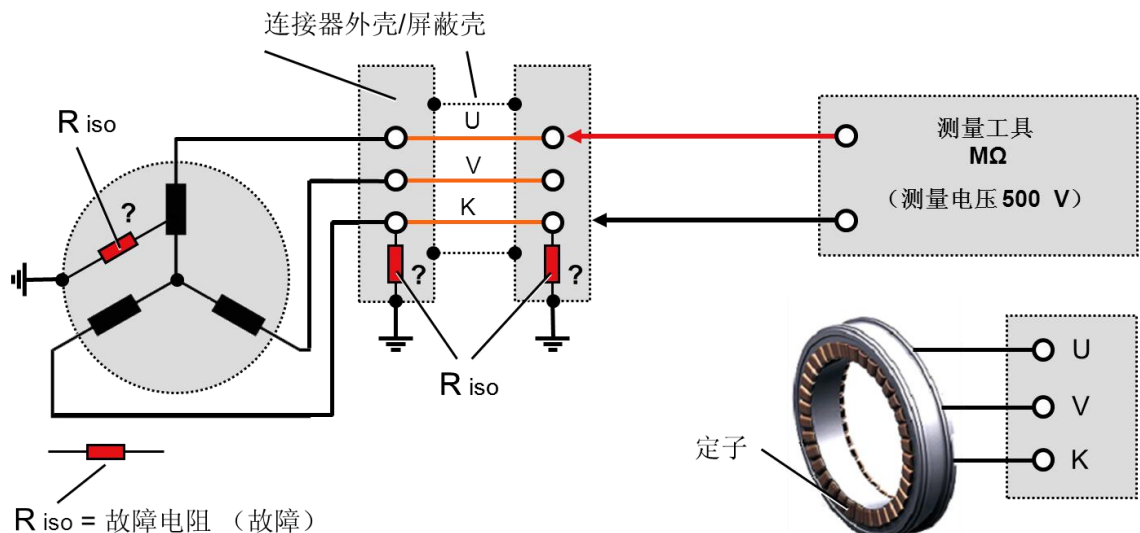 连接器外壳/屏蔽壳
R iso
U
V
K
?
?
?
R iso
测量工具
MΩ
（测量电压 500 V）
U
V
K
定子
R iso = 故障电阻 （故障）